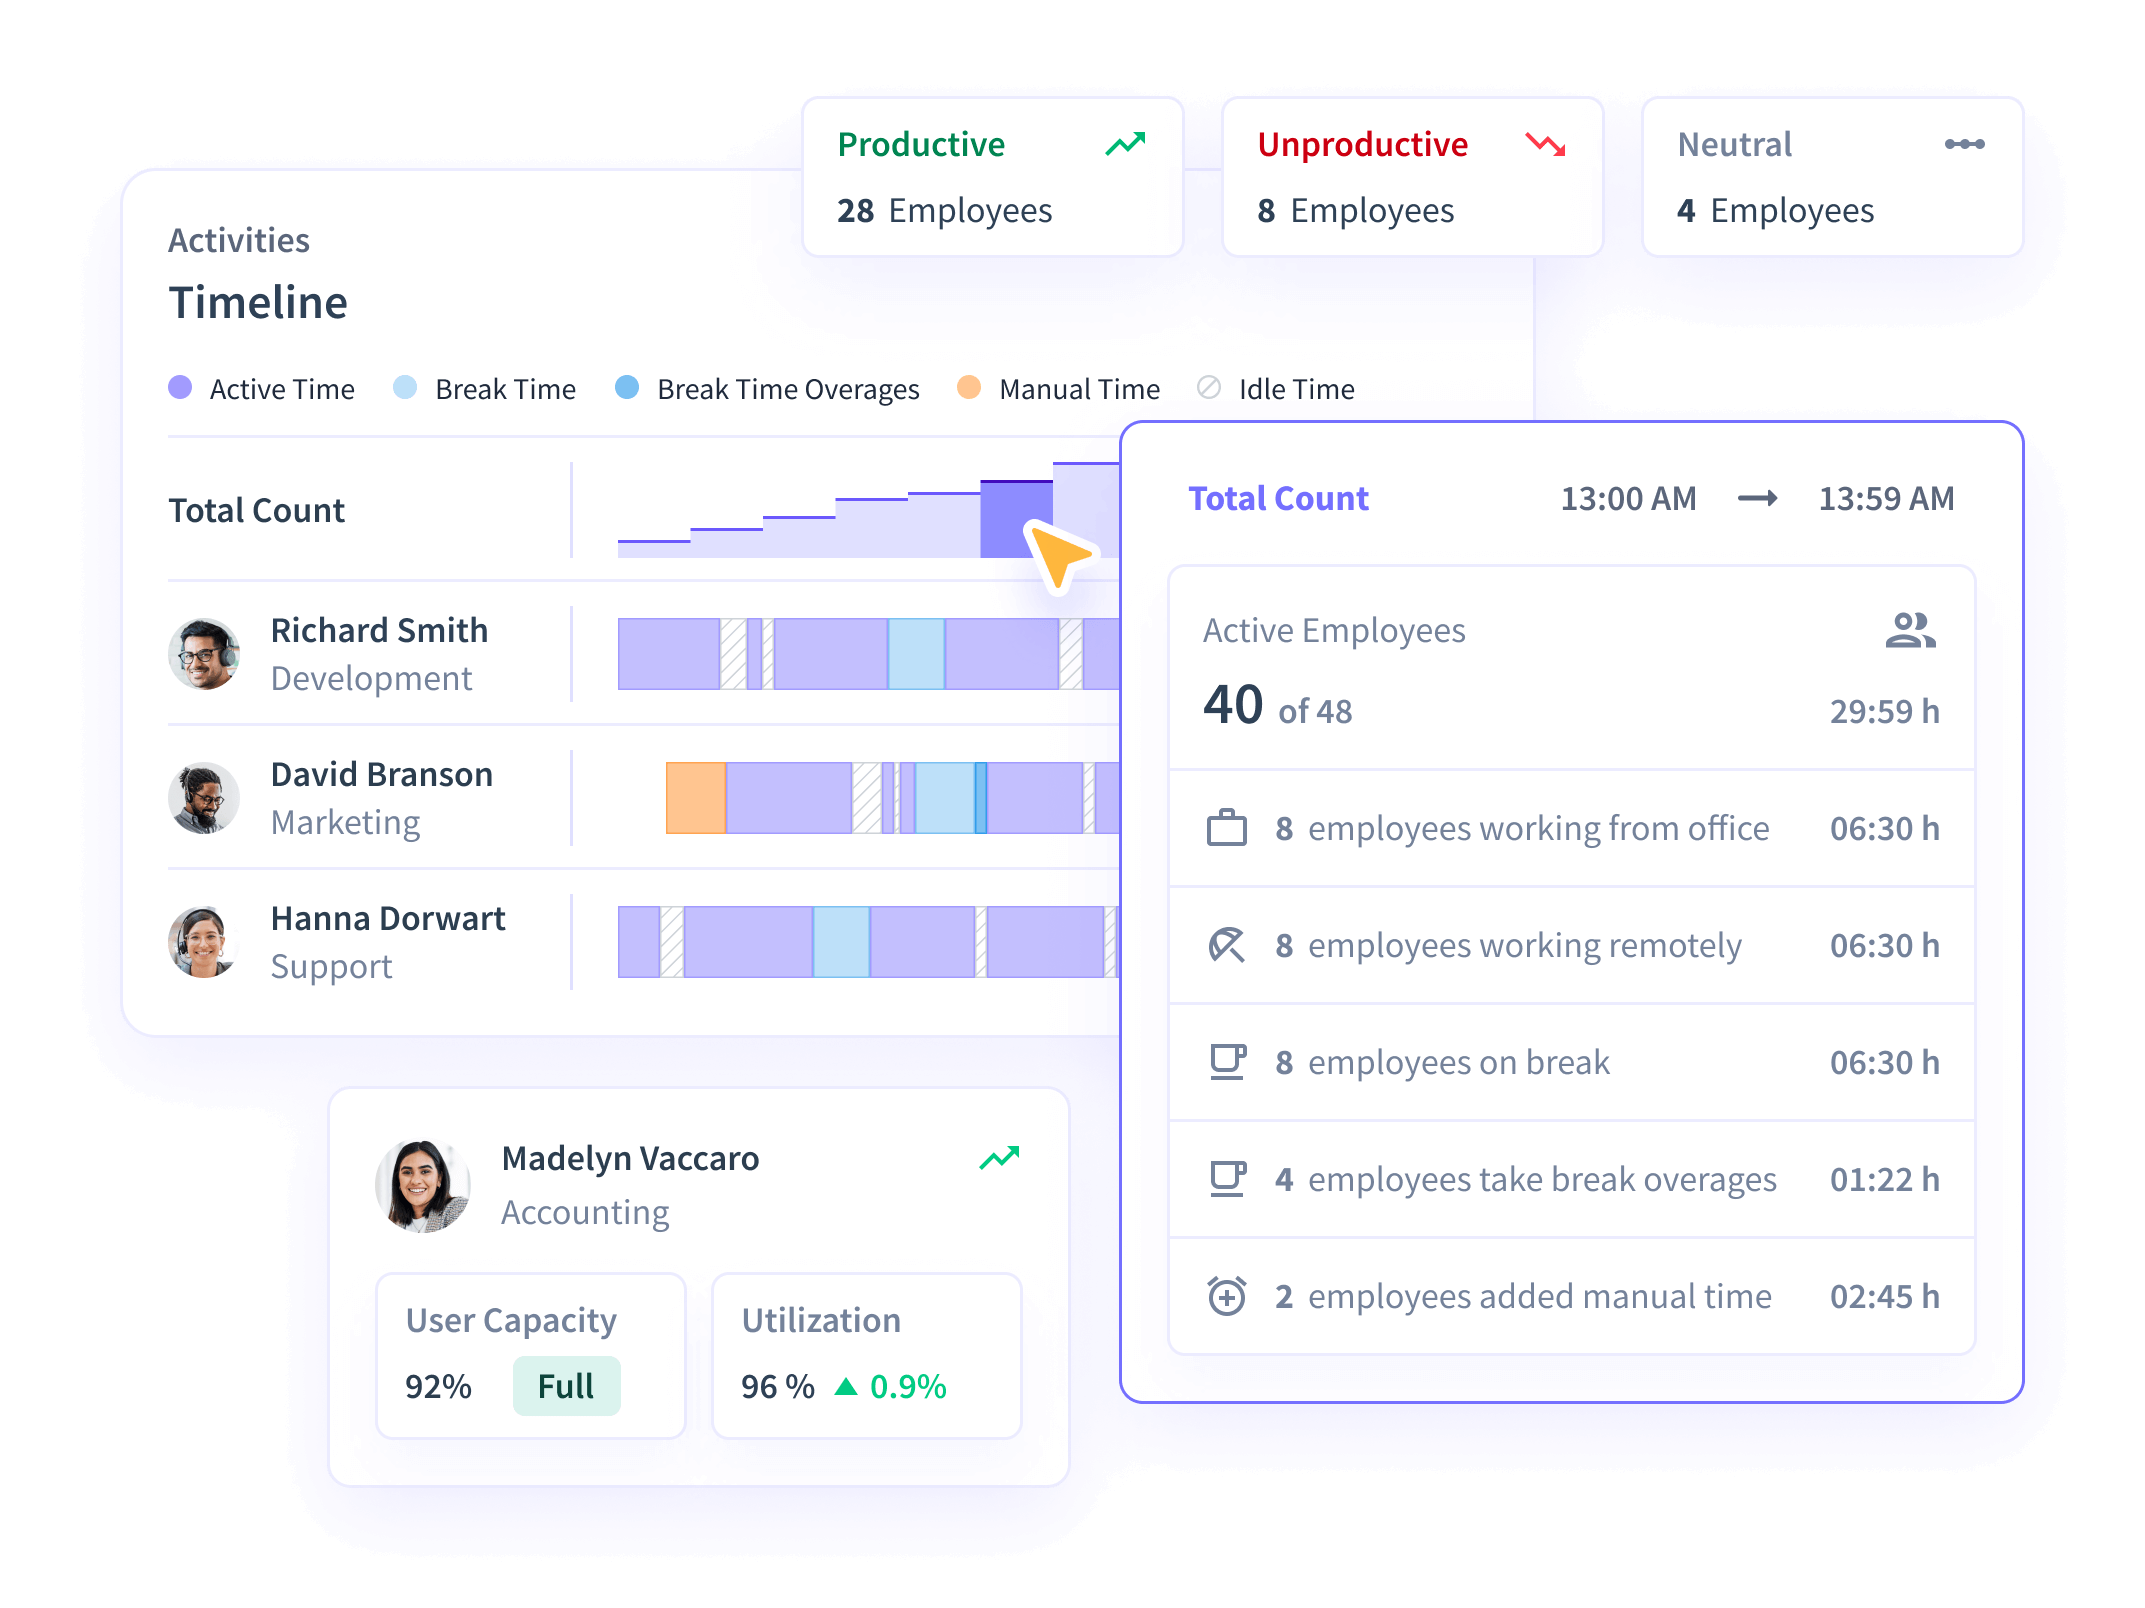 Productive
28 Employees
Unproductive
8 Employees
Neutral
4 Employees
Activities
Timeline
Active Time
Break Time
Break Time Overages
Manual Time
Idle Time
Total Count
Richard Smith
Development
David Branson
Marketing
Hanna Dorwart
Support
Total Count
13:00 AM
13:59 AM
Active Employees
40 of 48
29:59 h
8 employees working from office 06:30 h
8 employees working remotely 06:30 h
8 employees on break 06:30 h
4 employees take break overages 01:22 h
2 employees added manual time 02:45 h
Madelyn Vaccaro
Accounting
User Capacity
92% Full
Utilization
96 % 0.9%